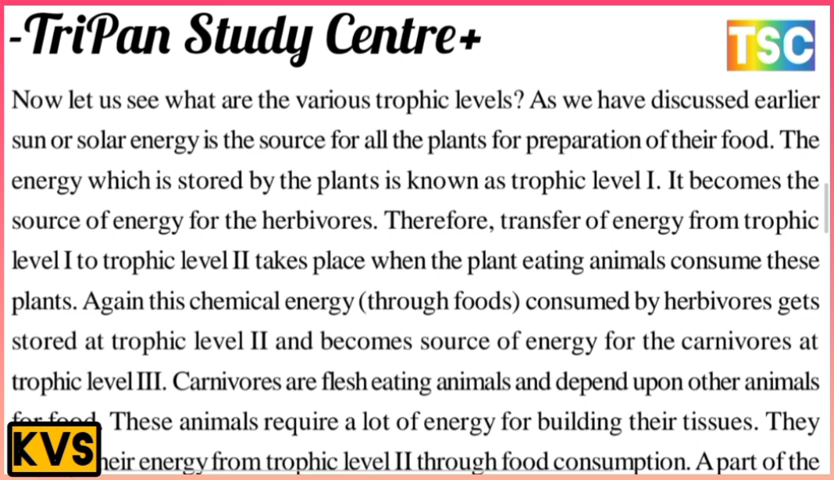 -TriPan Study Centre+
TSC
Now let us see what are the various trophic levels? As we have discussed earlier
sun or solar energy is the source for all the plants for preparation of their food. The
energy which is stored by the plants is known as trophic level I. It becomes the
source of energy for the herbivores. Therefore, transfer of energy from trophic
level I to trophic level II takes place when the plant eating animals consume these
plants. Again this chemical energy (through foods) consumed by herbivores gets
stored at trophic level II and becomes source of energy for the carnivores at
trophic level III. Carnivores are flesh eating animals and depend upon other animals
for food. These animals require a lot of energy for building their tissues. They
KVS
energy from trophic level II through food consumption. A part of the